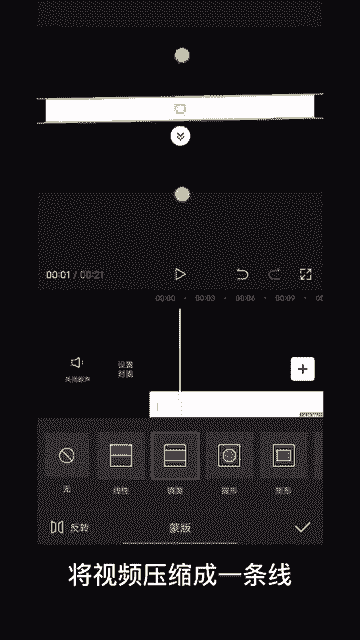 00:01 / 00:21
00:00 00:03 00:06 00:09
关闭原声
设置
封面
无 线性 镜面 圆形 矩形
反转 蒙版
将视频压缩成一条线